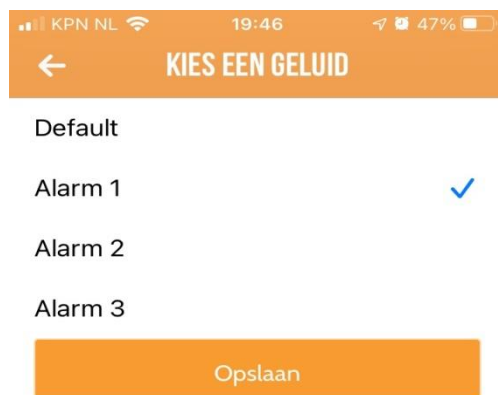 KPN NL 19:46 47%
KIES EEN GELUID
Default
Alarm 1
Alarm 2
Alarm 3
Opslaan